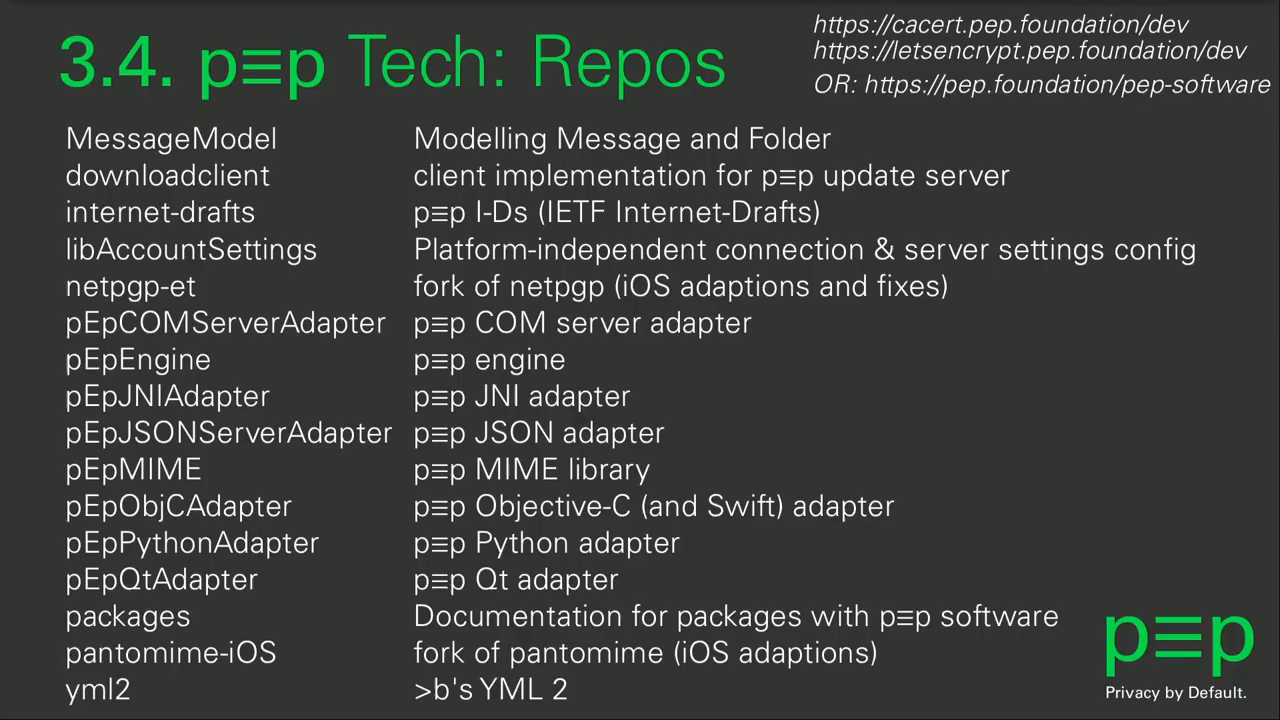 3.4. p≡p Tech: Repos
https://cacert.pep.foundation/dev
https://letsencrypt.pep.foundation/dev
OR: https://pep.foundation/pep-software
MessageModel Modelling Message and Folder
downloadclient client implementation for p≡p update server
internet-drafts p≡p I-Ds (IETF Internet-Drafts)
libAccountSettings Platform-independent connection & server settings config
netpgp-et fork of netpgp (iOS adaptions and fixes)
pEpCOMServerAdapter p≡p COM server adapter
pEpEngine p≡p engine
pEpJNIAdapter p≡p JNI adapter
pEpJSONServerAdapter p≡p JSON adapter
pEpMIME p≡p MIME library
pEpObjCAdapter p≡p Objective-C (and Swift) adapter
pEpPythonAdapter p≡p Python adapter
pEpQtAdapter p≡p Qt adapter
packages Documentation for packages with p≡p software
pantomime-iOS fork of pantomime (iOS adaptions)
yml2 >b's YML 2
p≡p
Privacy by Default.